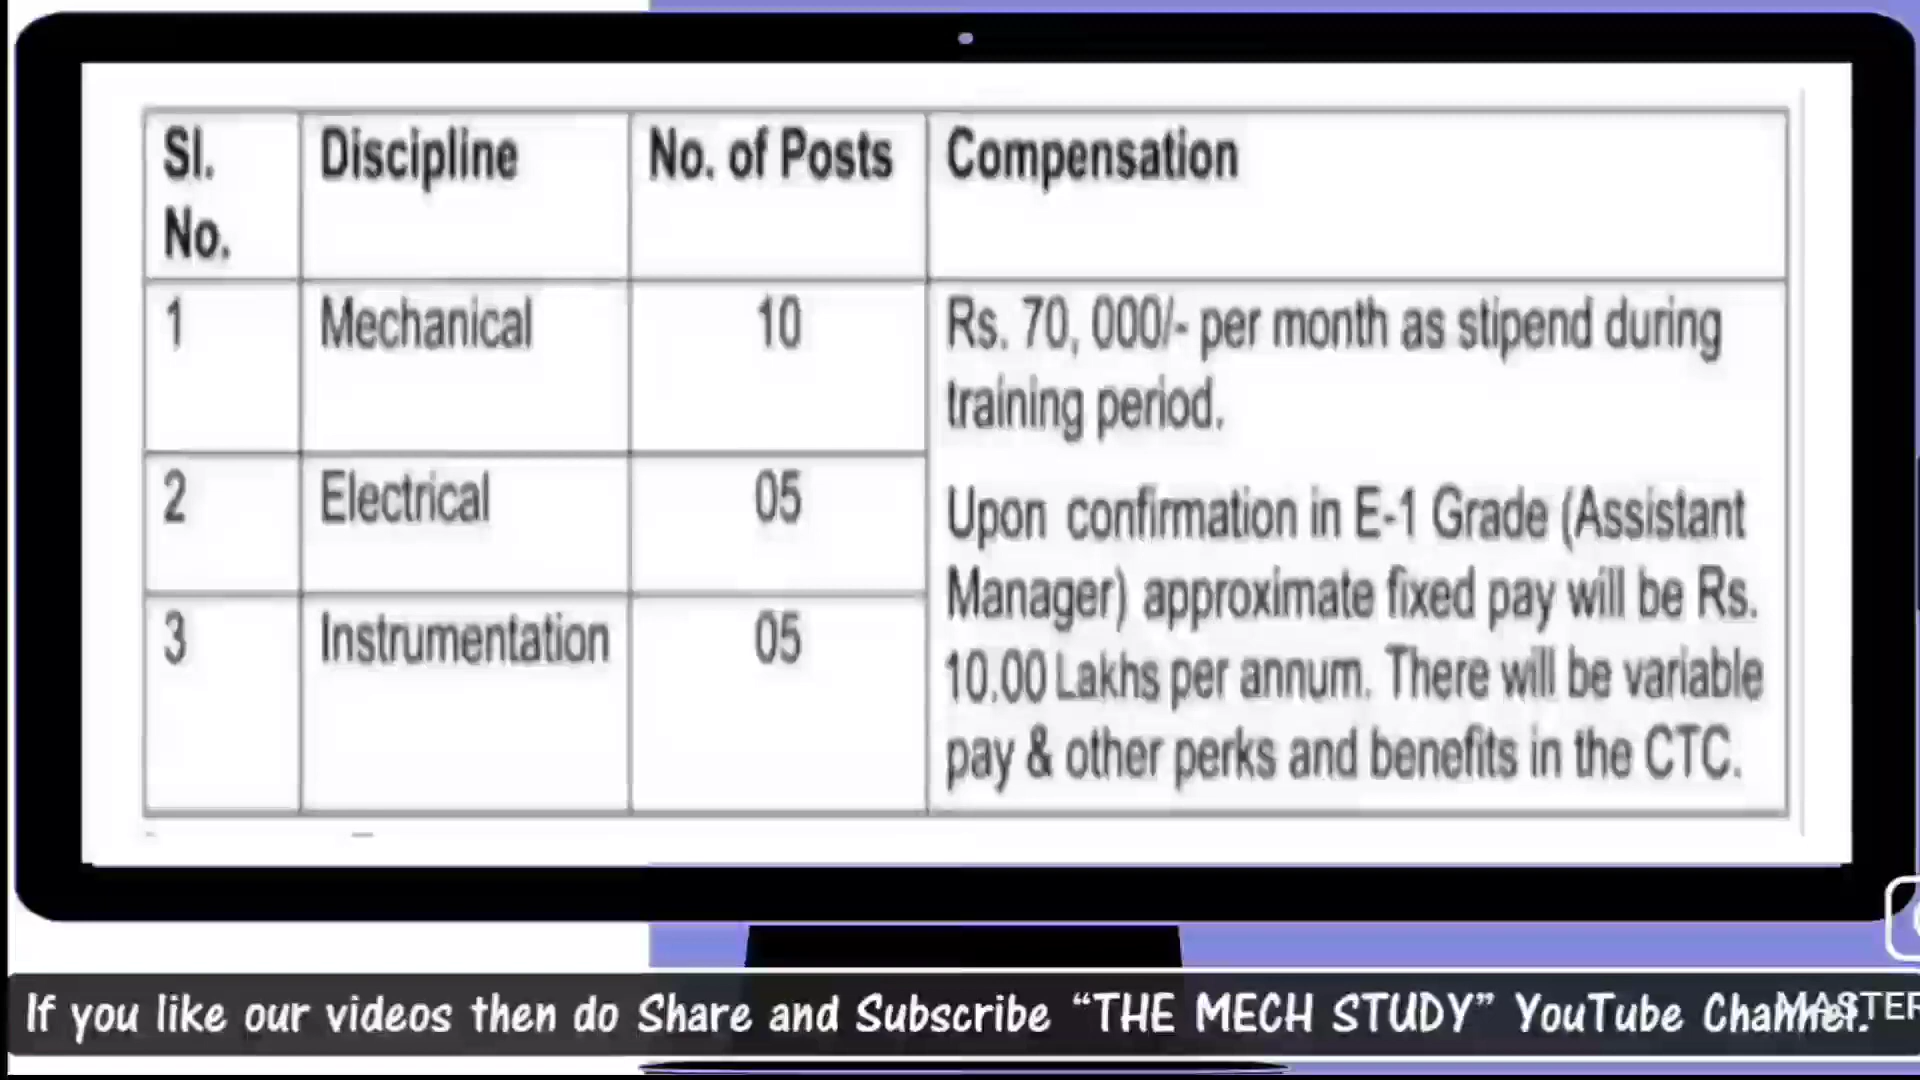 Sl. No.
Discipline
No. of Posts
Compensation
1
Mechanical
10
Rs. 70, 000/- per month as stipend during
training period.
2
Electrical
05
Upon confirmation in E-1 Grade (Assistant
Manager) approximate fixed pay will be Rs.
10.00 Lakhs per annum. There will be variable
pay & other perks and benefits in the CTC.
3
Instrumentation
05
If you like our videos then do Share and Subscribe “THE MECH STUDY” YouTube Channel.